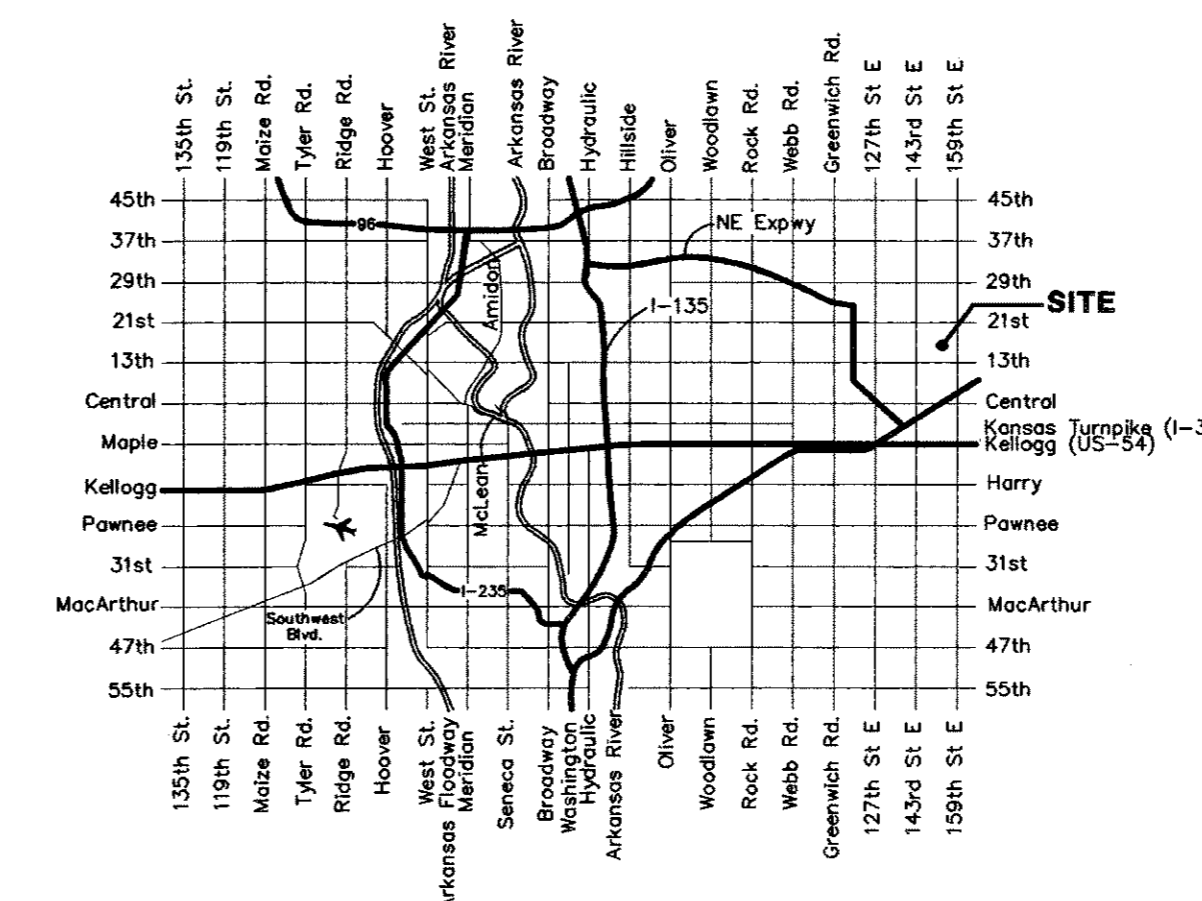 135th St.
119th St.
Maize Rd.
Tyler Rd.
Ridge Rd.
Hoover
West St.
Arkansas River
Meridian
Arkansas River
Broadway
Hydraulic
Hillside
Oliver
Woodlawn
Rock Rd.
Webb Rd.
Greenwich Rd.
127th St E
143rd St E
159th St E.
45th
37th
29th
21st
13th
Central
Maple
Kellogg
Pawnee
31st
MacArthur
47th
55th
96
NE Expwy
I-135
Amidon
McLean
I-235
Southwest
Blvd.
SITE
45th
37th
29th
21st
13th
Central
Kansas Turnpike (I-3
Kellogg (US-54)
Harry
Pawnee
31st
MacArthur
47th
55th
135th St.
119th St.
Maize Rd.
Tyler Rd.
Ridge Rd.
Hoover
West St.
Arkansas Floodway
Meridian
Seneca St.
Broadway
Washington
Hydraulic
Arkansas River
Oliver
Woodlawn
Rock Rd.
Webb Rd.
Greenwich Rd.
127th St E
143rd St E
159th St E